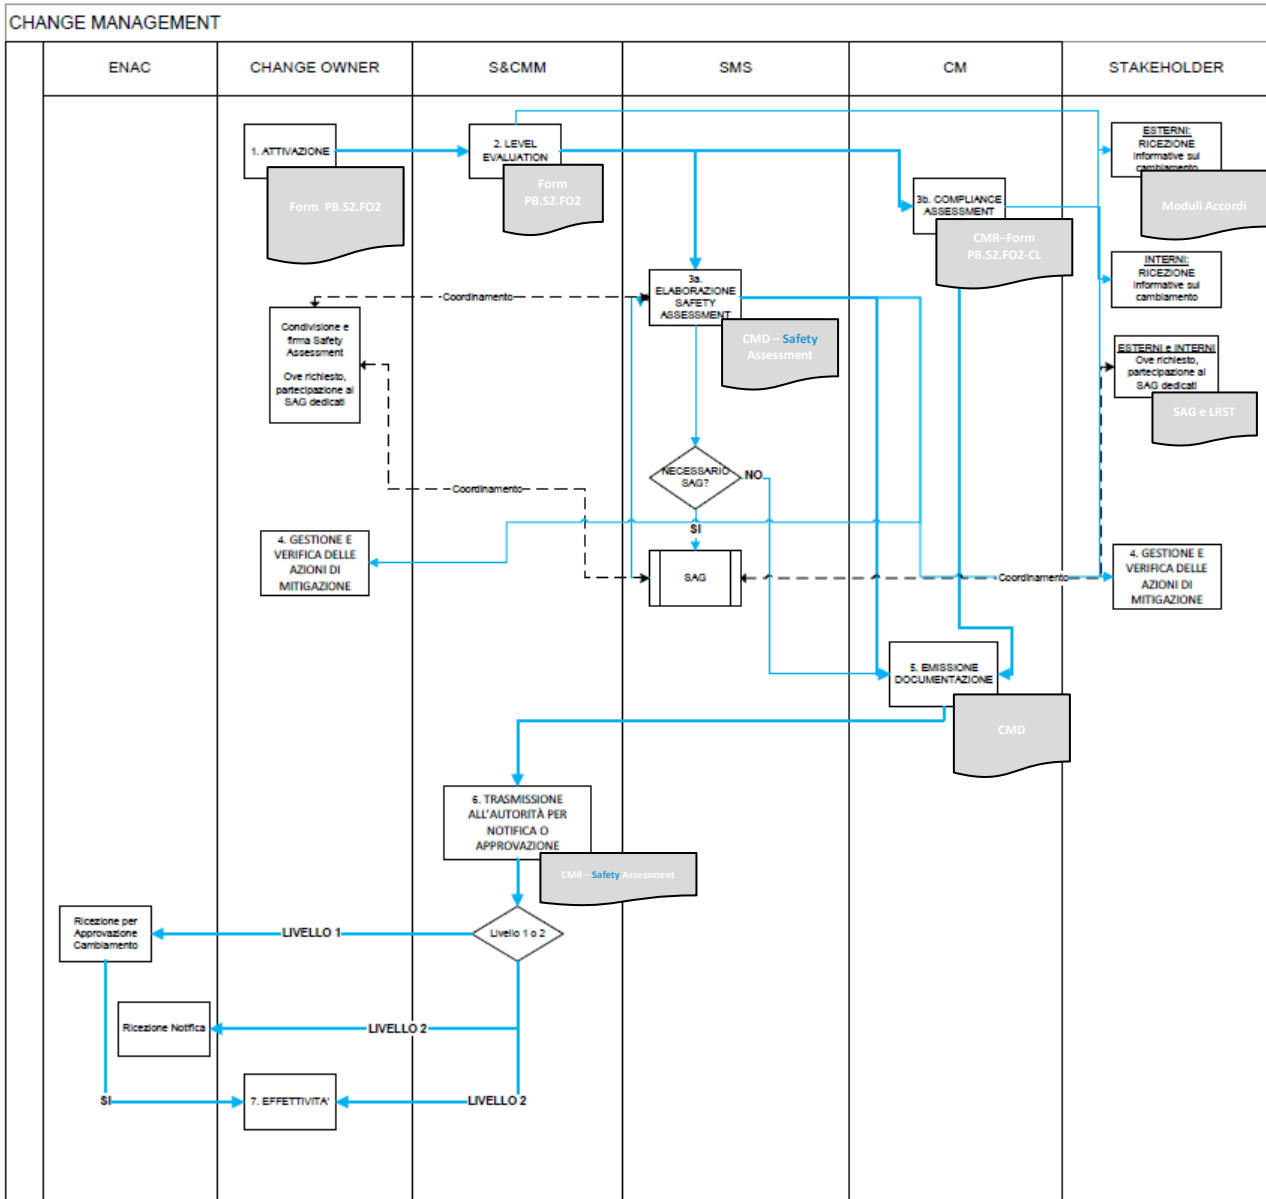 CHANGE MANAGEMENT
ENAC
CHANGE OWNER
S&CMM
SMS
CM
STAKEHOLDER
1. ATTIVAZIONE
Form PB.S2.FO2
2. LEVEL
EVALUATION
Form
PB.S2.FO2
3b. COMPLIANCE
ASSESSMENT
CMR–Form
PB.S2.FO2-CL
ESTERNI:
RICEZIONE
informative sul
cambiamento
Moduli Accordi
INTERNI:
RICEZIONE
informative sul
cambiamento
3a.
ELABORAZIONE
SAFETY
ASSESSMENT
CMD – Safety
Assessment
Coordinamento
Condivisione e
firma Safety
Assessment
Ove richiesto,
partecipazione ai
SAG dedicati
ESTERNI e INTERNI
Ove richiesto,
partecipazione ai
SAG dedicati
SAG e LRST
NECESSARIO
SAG?
NO
SI
Coordinamento
4. GESTIONE E
VERIFICA DELLE
AZIONI DI
MITIGAZIONE
SAG
Coordinamento
4. GESTIONE E
VERIFICA DELLE
AZIONI DI
MITIGAZIONE
5. EMISSIONE
DOCUMENTAZIONE
CMD
6. TRASMISSIONE
ALL'AUTORITÀ PER
NOTIFICA O
APPROVAZIONE
CMR – Safety Assessment
Ricezione per
Approvazione
Cambiamento
LIVELLO 1
Livello 1 o 2
Ricezione Notifica
LIVELLO 2
SI
7. EFFETTIVITA'
LIVELLO 2